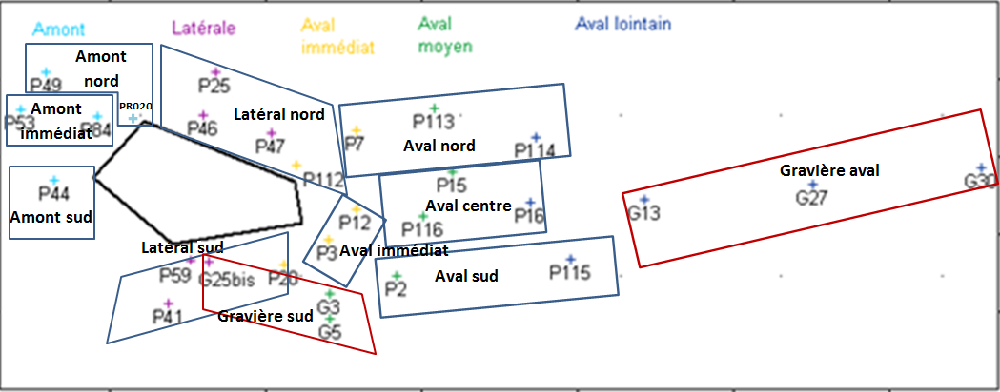 Amont
Latérale
Aval
immédiat
Aval
moyen
Aval lointain
Amont
nord
P49
P25
PR020
Amont
immédiat
P53
P84
P46
Latéral nord
P47
P7
P113
Aval nord
P114
P112
P44
Amont sud
P15
Aval centre
P116
P16
P12
P3
Aval immédiat
Gravière aval
G13
G27
G30
Latéral sud
P59
G25bis
P41
Gravière sud
G3
G5
P2
Aval sud
P115